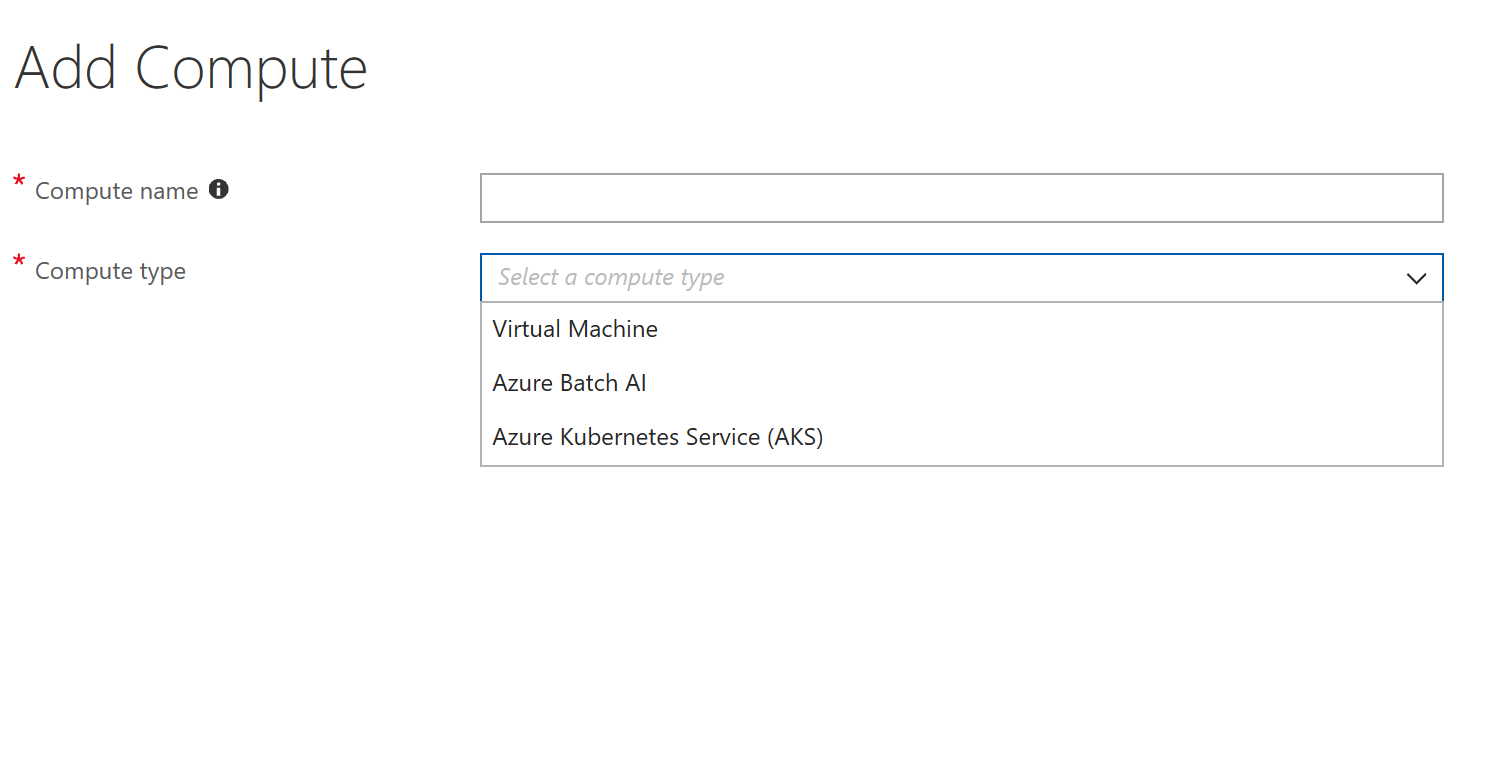 Add Compute
* Compute name
* Compute type
Select a compute type
Virtual Machine
Azure Batch AI
Azure Kubernetes Service (AKS)